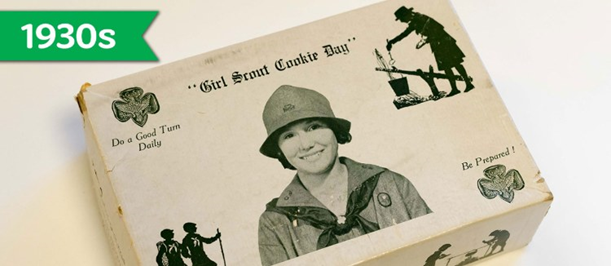 1930s
"Girl Scout Cookie Day"
Do a Good Turn
Daily
Be Prepared !